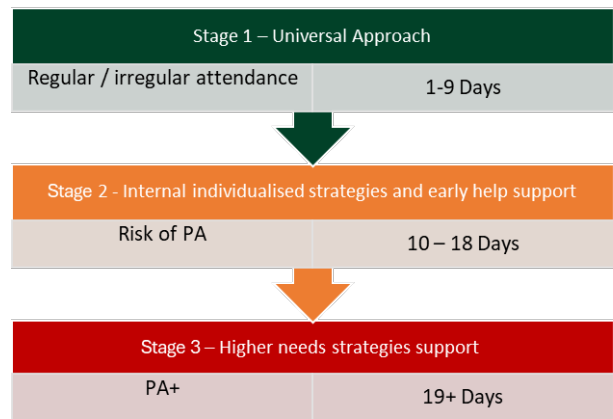 Stage 1 – Universal Approach
Regular / irregular attendance 1-9 Days
Stage 2 - Internal individualised strategies and early help support
Risk of PA 10 – 18 Days
Stage 3 – Higher needs strategies support
PA+ 19+ Days